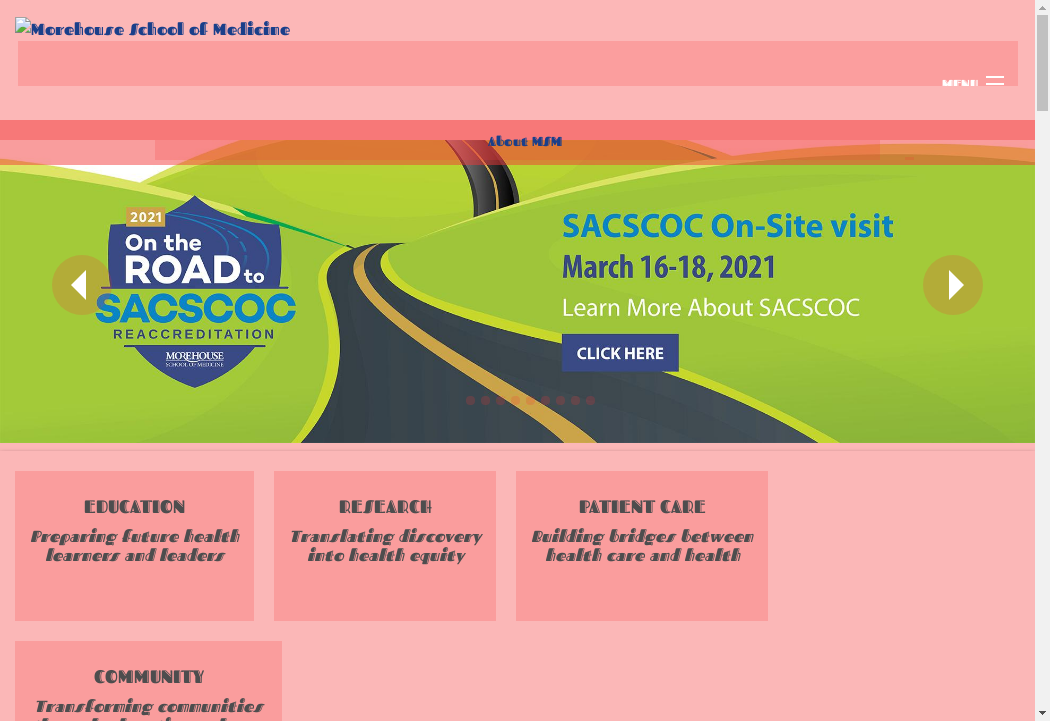 Morehouse School of Medicine
MENU
About MSM
2021
On the
ROAD to
SACSCOC
REACCREDITATION
MOREHOUSE
SCHOOL OF MEDICINE
SACSCOC On-Site visit
March 16-18, 2021
Learn More About SACSCOC
CLICK HERE
EDUCATION
Preparing future health
learners and leaders
RESEARCH
Translating discovery
into health equity
PATIENT CARE
Building bridges between
health care and health
COMMUNITY
Transforming communities